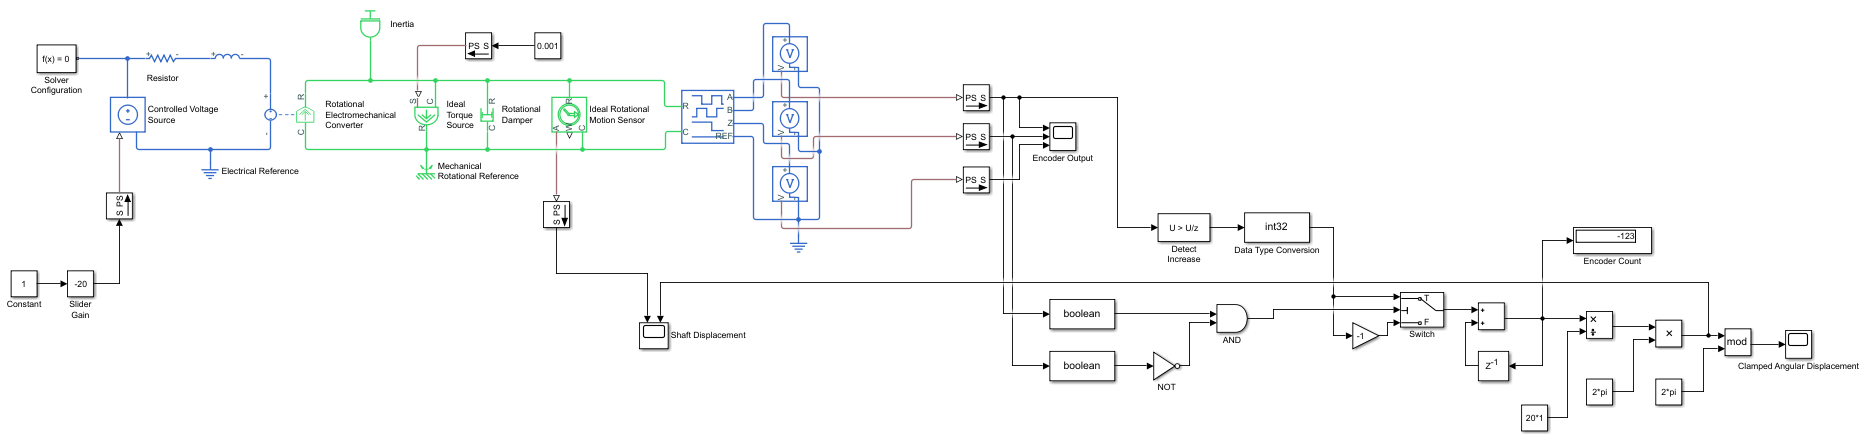 f(x) = 0
Solver
Configuration
+
-
Resistor
+
-
Controlled Voltage
Source
+
-
Electrical Reference
S PS
1
Constant
-20
Slider
Gain
Inertia
PS S
0.001
R
C
Rotational
Electromechanical
Converter
S
C
R
Ideal
Torque
Source
R
C
Rotational
Damper
R
A
W
C
Ideal Rotational
Motion Sensor
Mechanical
Rotational Reference
S PS
R
C
A
B
Z
REF
+
V
V
-
+
V
V
-
+
V
V
-
PS S
PS S
PS S
Encoder Output
Shaft Displacement
U > U/z
Detect
Increase
int32
Data Type Conversion
boolean
boolean
AND
NOT
-1
T
F
Switch
+
+
z-1
-123
Encoder Count
×
÷
20*1
×
2*pi
2*pi
mod
Clamped Angular Displacement